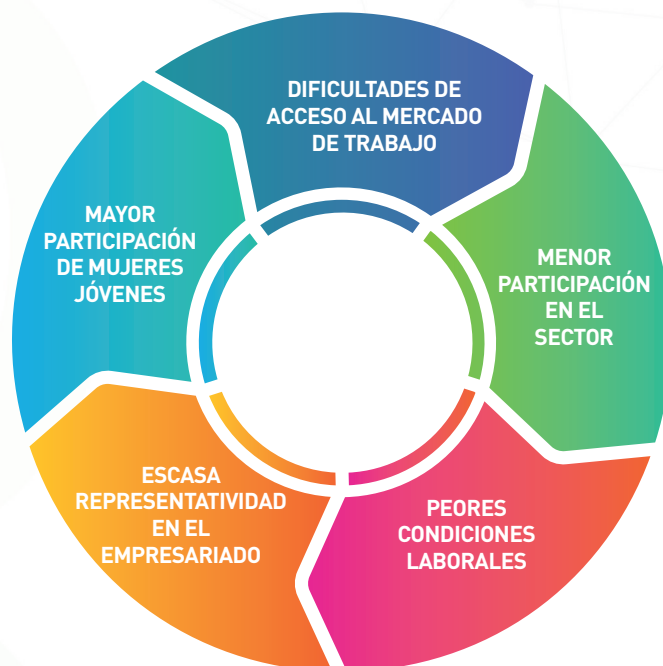 DIFICULTADES DE
ACCESO AL MERCADO
DE TRABAJO
MENOR
PARTICIPACIÓN
EN EL
SECTOR
PEORES
CONDICIONES
LABORALES
ESCASA
REPRESENTATIVIDAD
EN EL
EMPRESARIADO
MAYOR
PARTICIPACIÓN
DE MUJERES
JÓVENES